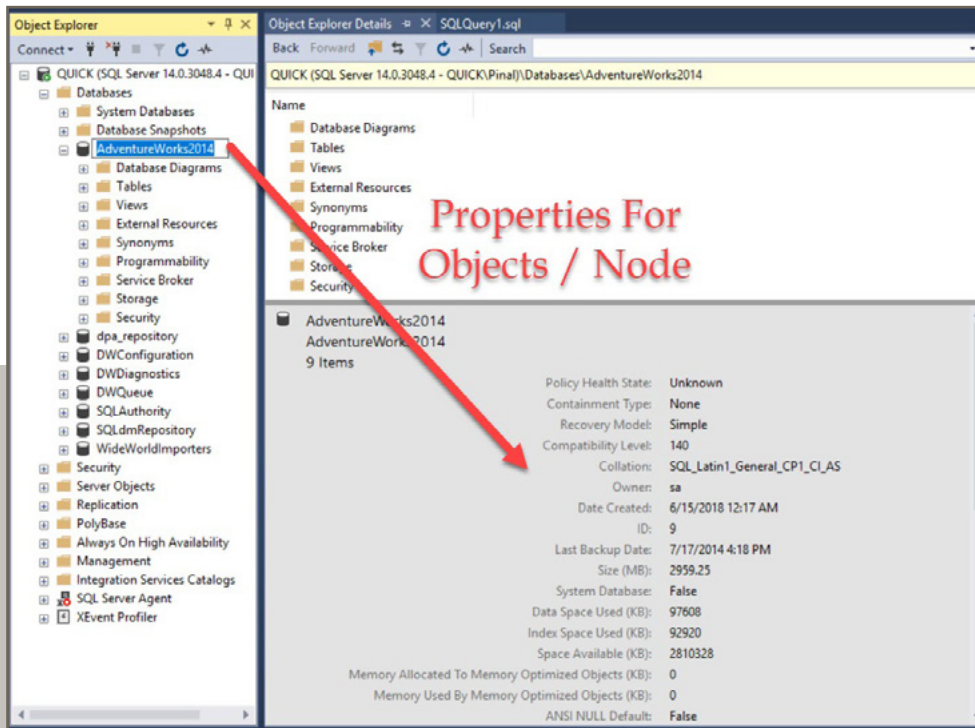 Object Explorer
Connect
QUICK (SQL Server 14.0.3048.4 - QUI
Databases
System Databases
Database Snapshots
AdventureWorks2014
Database Diagrams
Tables
Views
External Resources
Synonyms
Programmability
Service Broker
Storage
Security
dpa_repository
DWConfiguration
DWDiagnostics
DWQueue
SQLAuthority
SQLdmRepository
WideWorldImporters
Security
Server Objects
Replication
PolyBase
Always On High Availability
Management
Integration Services Catalogs
SQL Server Agent
XEvent Profiler
Object Explorer Details SQLQuery1.sql
Back Forward Search
QUICK (SQL Server 14.0.3048.4 - QUICK\Pinal)\Databases\AdventureWorks2014
Name
Database Diagrams
Tables
Views
External Resources
Synonyms
Programmability
Service Broker
Storage
Security
Properties For
Objects / Node
AdventureWorks2014
AdventureWorks2014
9 Items
Policy Health State: Unknown
Containment Type: None
Recovery Model: Simple
Compatibility Level: 140
Collation: SQL_Latin1_General_CP1_CI_AS
Owner: sa
Date Created: 6/15/2018 12:17 AM
ID: 9
Last Backup Date: 7/17/2014 4:18 PM
Size (MB): 2959.25
System Database: False
Data Space Used (KB): 97608
Index Space Used (KB): 92920
Space Available (KB): 2810328
Memory Allocated To Memory Optimized Objects (KB): 0
Memory Used By Memory Optimized Objects (KB): 0
ANSI NULL Default: False